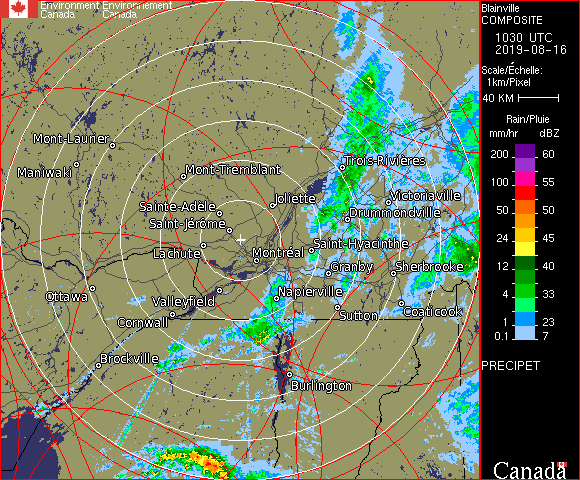 Environment Environnement
Canada Canada
Blainville
COMPOSITE
1030 UTC
2019-08-16
Scale/Échelle:
1km/Pixel
40 KM
Rain/Pluie
mm/hr dBZ
200 60
100 55
50 50
24 45
12 40
4 33
1 23
0.1 7
PRECIPET
Mont-Laurier
Maniwaki
Mont-Tremblant
Trois-Rivières
Joliette
Victoriaville
Sainte-Adèle
Drummondville
Saint-Jérôme
Saint-Hyacinthe
Lachute
Montréal
Granby
Sherbrooke
Ottawa
Napierville
Valleyfield
Coaticook
Sutton
Cornwall
Brockville
Burlington
Canada